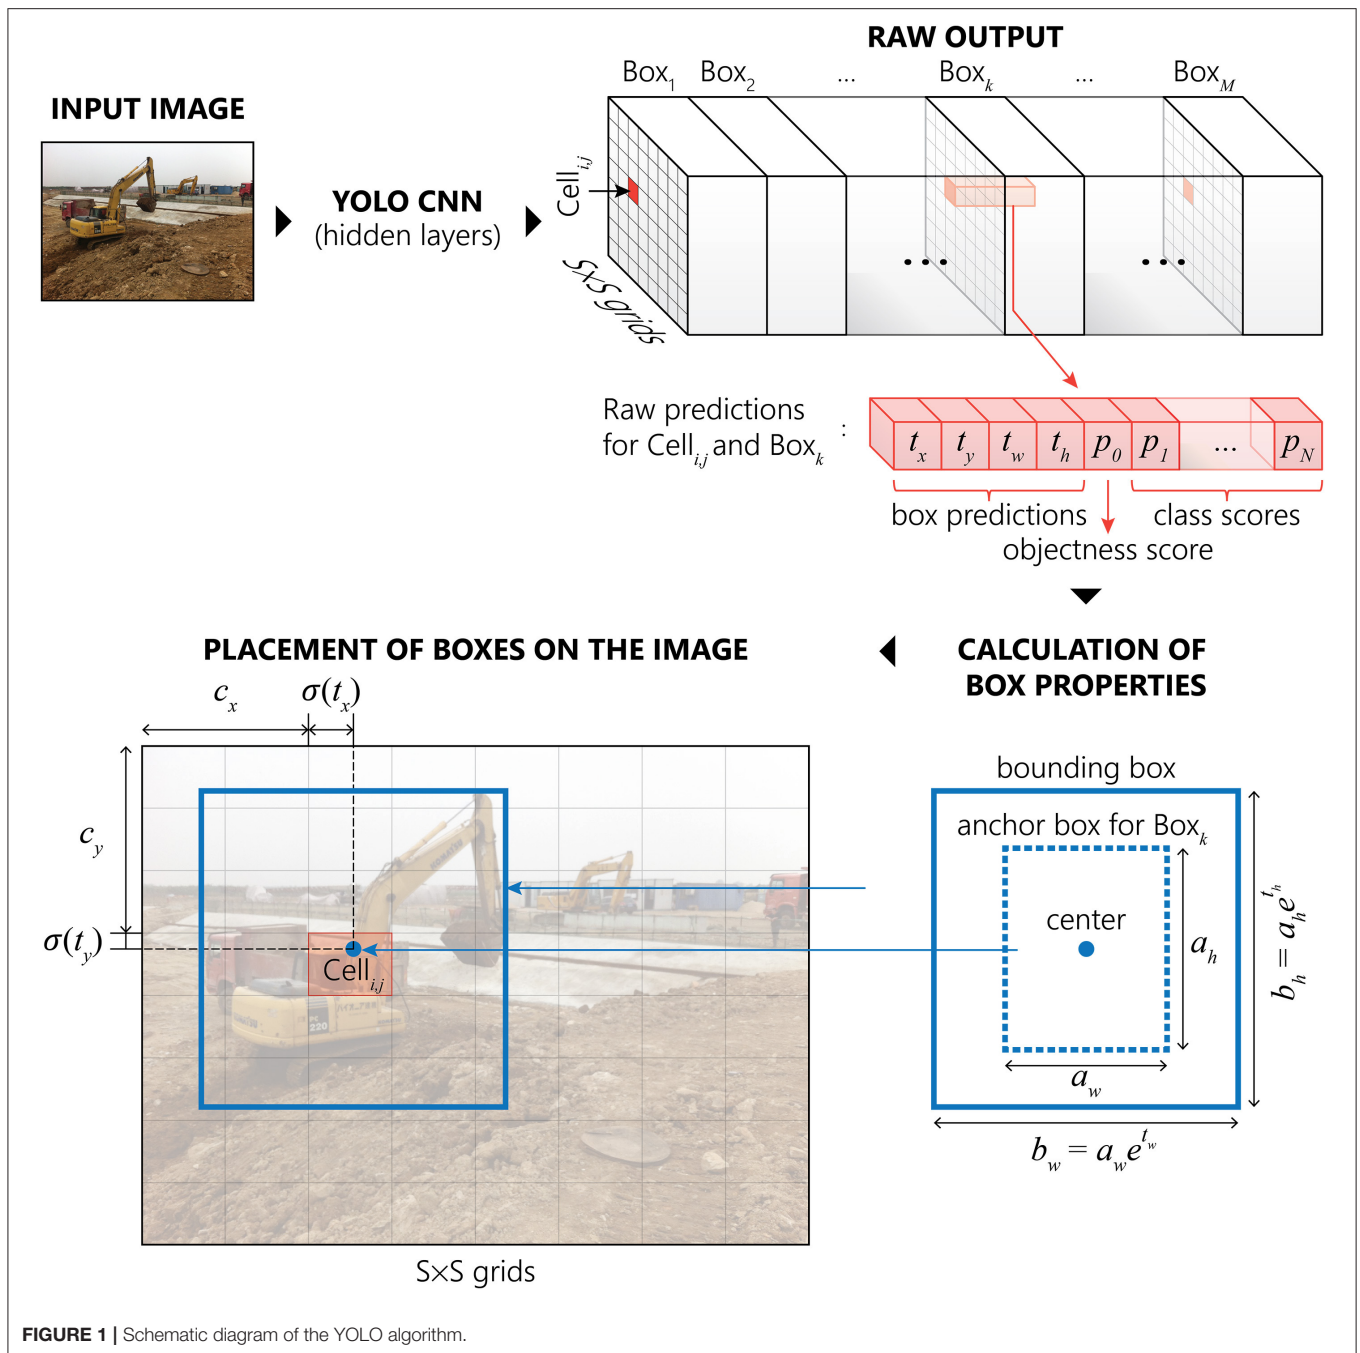 RAW OUTPUT
Box1 Box2 ... Boxk ... BoxM
INPUT IMAGE
Celli,j
YOLO CNN
(hidden layers)
S×S grids
Raw predictions
for Celli,j and Boxk :
tx ty tw th p0 p1 ... pN
box predictions
class scores
objectness score
PLACEMENT OF BOXES ON THE IMAGE
CALCULATION OF
BOX PROPERTIES
cx σ(tx)
cy
σ(ty)
KOMATSU
Celli,j
PC
220
S×S grids
bounding box
anchor box for Boxk
center
ah
aw
bh = ahe^th
bw = awe^tw
FIGURE 1 | Schematic diagram of the YOLO algorithm.